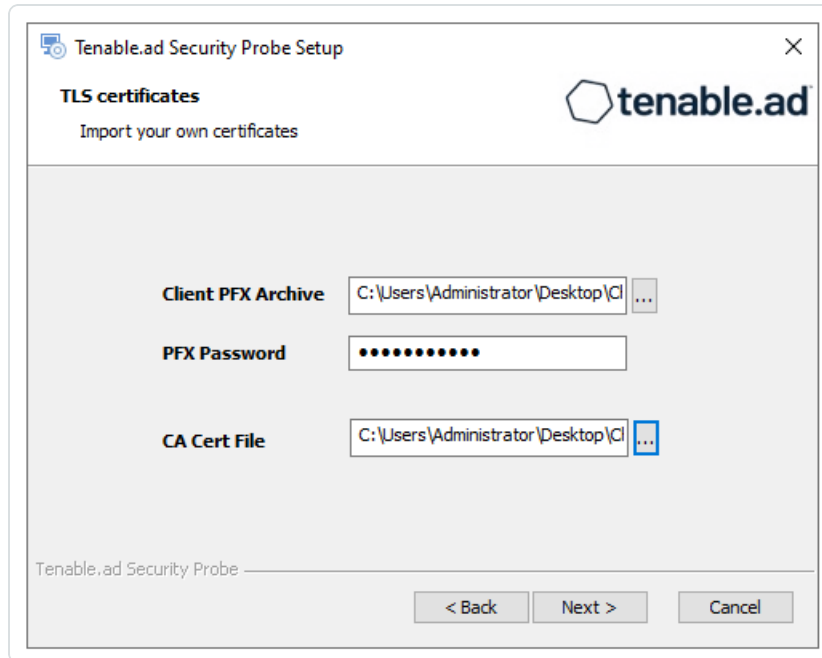 Tenable.ad Security Probe Setup
TLS certificates
tenable.ad
Import your own certificates
Client PFX Archive C:\Users\Administrator\Desktop\Cl ...
PFX Password •••••••••••
CA Cert File C:\Users\Administrator\Desktop\Cl ...
Tenable.ad Security Probe
< Back Next > Cancel